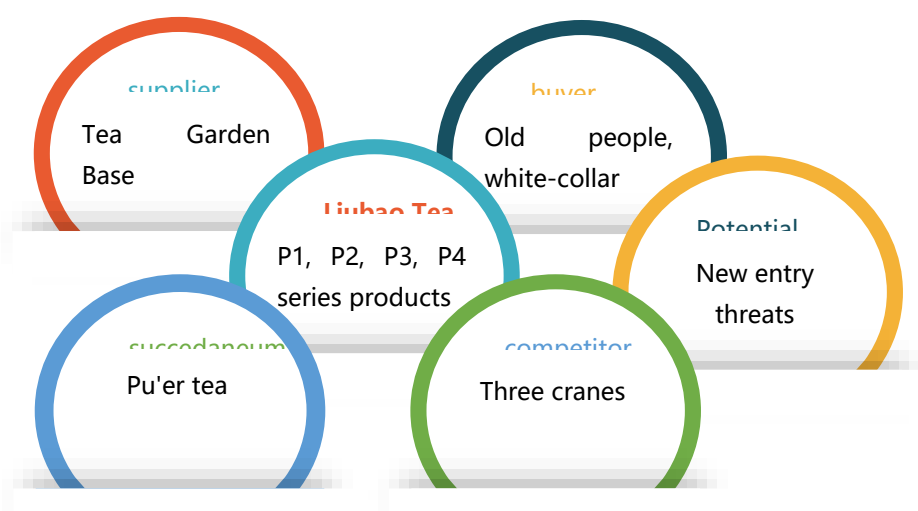 supplier
Tea Garden
Base
buyer
Old people,
white-collar
Liubao Tea
P1, P2, P3, P4
series products
Potential
New entry
threats
succedaneum
Pu'er tea
competitor
Three cranes